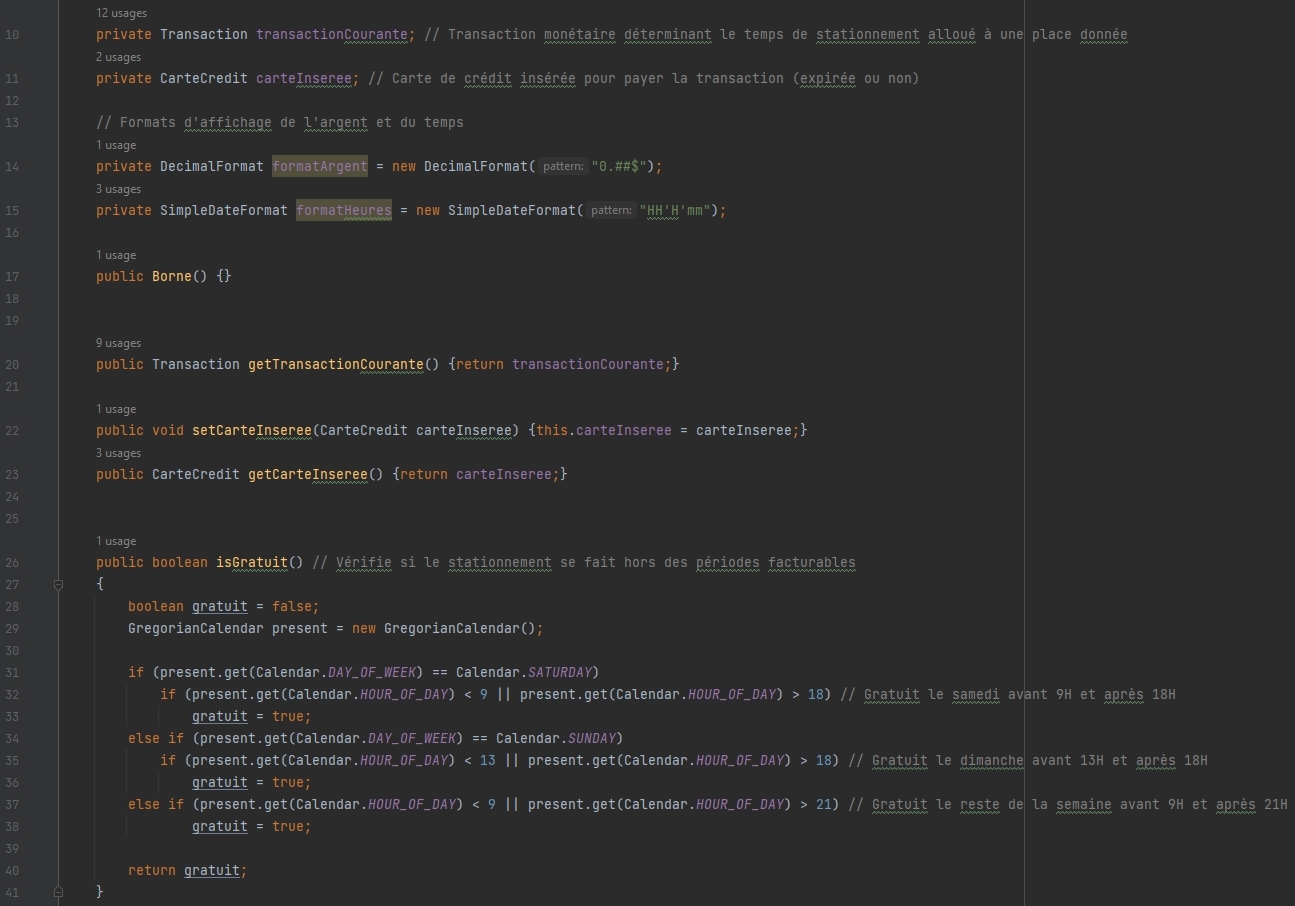 12 usages
10 private Transaction transactionCourante; // Transaction monétaire déterminant le temps de stationnement alloué à une place donnée
2 usages
11 private CarteCredit carteInseree; // Carte de crédit insérée pour payer la transaction (expirée ou non)
12
13 // Formats d'affichage de l'argent et du temps
1 usage
14 private DecimalFormat formatArgent = new DecimalFormat( pattern: "0.##$");
3 usages
15 private SimpleDateFormat formatHeures = new SimpleDateFormat( pattern: "HH'H'mm");
16
1 usage
17 public Borne() {}
18
19
9 usages
20 public Transaction getTransactionCourante() {return transactionCourante;}
21
1 usage
22 public void setCarteInseree(CarteCredit carteInseree) {this.carteInseree = carteInseree;}
3 usages
23 public CarteCredit getCarteInseree() {return carteInseree;}
24
25
1 usage
26 public boolean isGratuit() // Vérifie si le stationnement se fait hors des périodes facturables
27 {
28 boolean gratuit = false;
29 GregorianCalendar present = new GregorianCalendar();
30
31 if (present.get(Calendar.DAY_OF_WEEK) == Calendar.SATURDAY)
32 if (present.get(Calendar.HOUR_OF_DAY) < 9 || present.get(Calendar.HOUR_OF_DAY) > 18) // Gratuit le samedi avant 9H et après 18H
33 gratuit = true;
34 else if (present.get(Calendar.DAY_OF_WEEK) == Calendar.SUNDAY)
35 if (present.get(Calendar.HOUR_OF_DAY) < 13 || present.get(Calendar.HOUR_OF_DAY) > 18) // Gratuit le dimanche avant 13H et après 18H
36 gratuit = true;
37 else if (present.get(Calendar.HOUR_OF_DAY) < 9 || present.get(Calendar.HOUR_OF_DAY) > 21) // Gratuit le reste de la semaine avant 9H et après 21H
38 gratuit = true;
39
40 return gratuit;
41 }